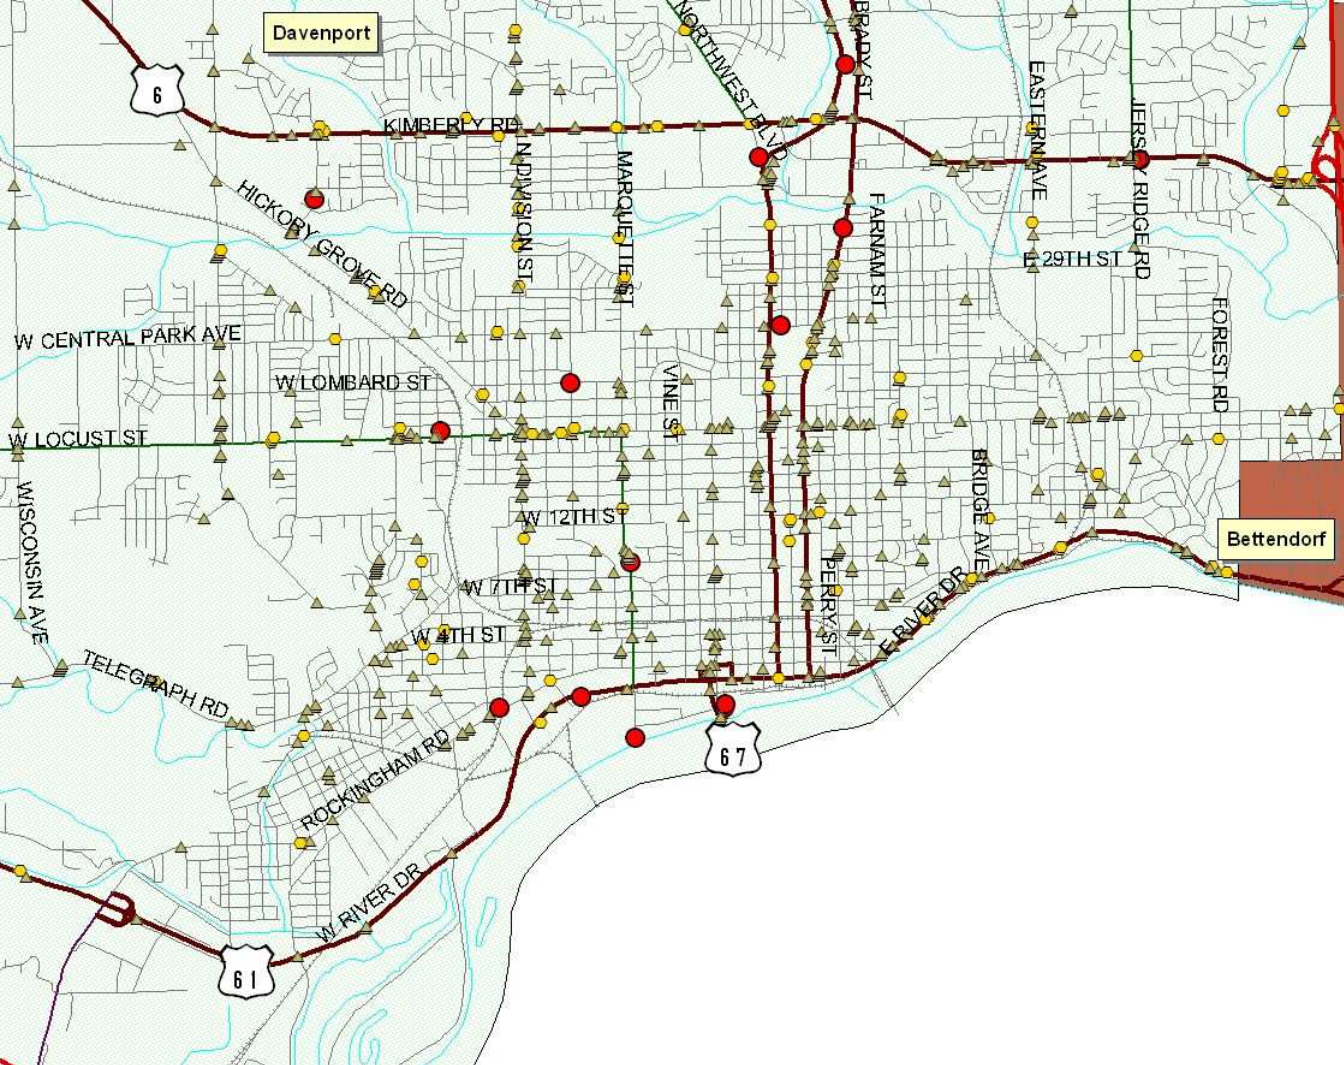 Davenport
6
NORTHWEST BLVD
BRADY ST
EASTERN AVE
JERSEY RIDGE RD
KIMBERLY RD
N DIVISION ST
MARQUETTE ST
HICKORY GROVE RD
FARNAM ST
E 29TH ST
FOREST RD
W CENTRAL PARK AVE
W LOMBARD ST
VINE ST
W LOCUST ST
BRIDGE AVE
WISCONSIN AVE
W 12TH ST
Bettendorf
W 7TH ST
PERRY ST
E RIVER DR
W 4TH ST
TELEGRAPH RD
ROCKINGHAM RD
67
W RIVER DR
61